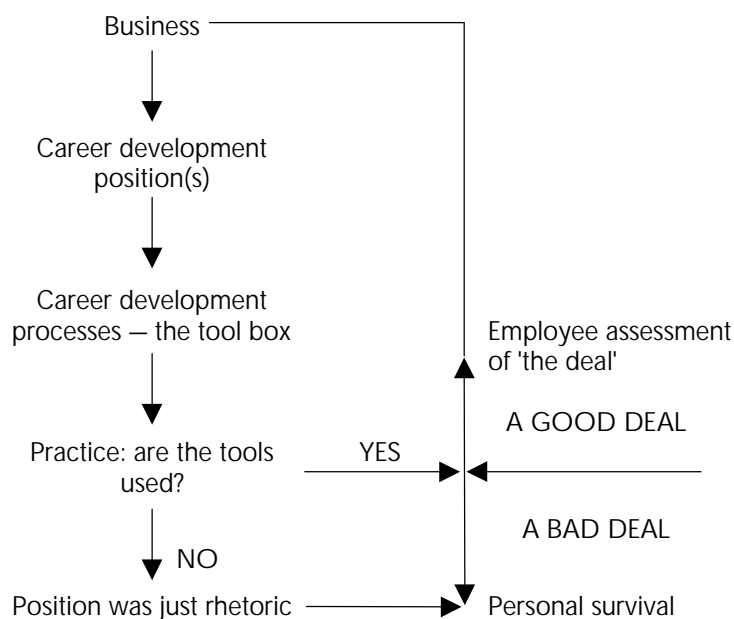 Business
Career development
position(s)
Career development
processes — the tool box
Employee assessment
of 'the deal'
A GOOD DEAL
Practice: are the tools
used?
YES
A BAD DEAL
NO
Position was just rhetoric
Personal survival